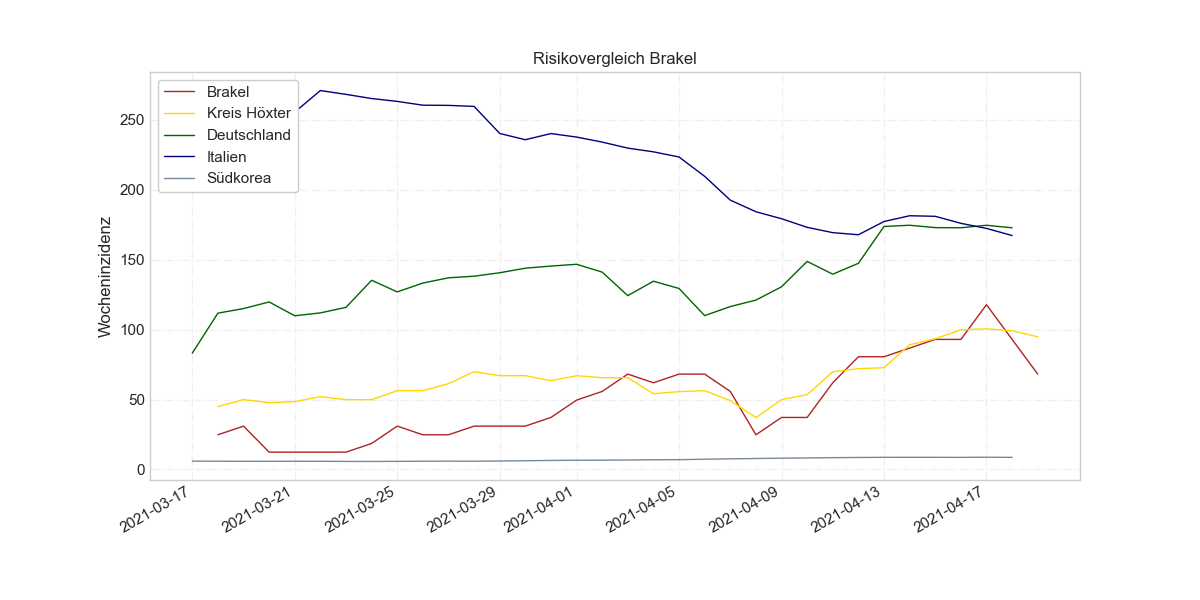 Risikovergleich Brakel
Brakel
Kreis Höxter
Deutschland
Italien
Südkorea
Wocheninzidenz
250
200
150
100
50
0
2021-03-17
2021-03-21
2021-03-25
2021-03-29
2021-04-01
2021-04-05
2021-04-09
2021-04-13
2021-04-17